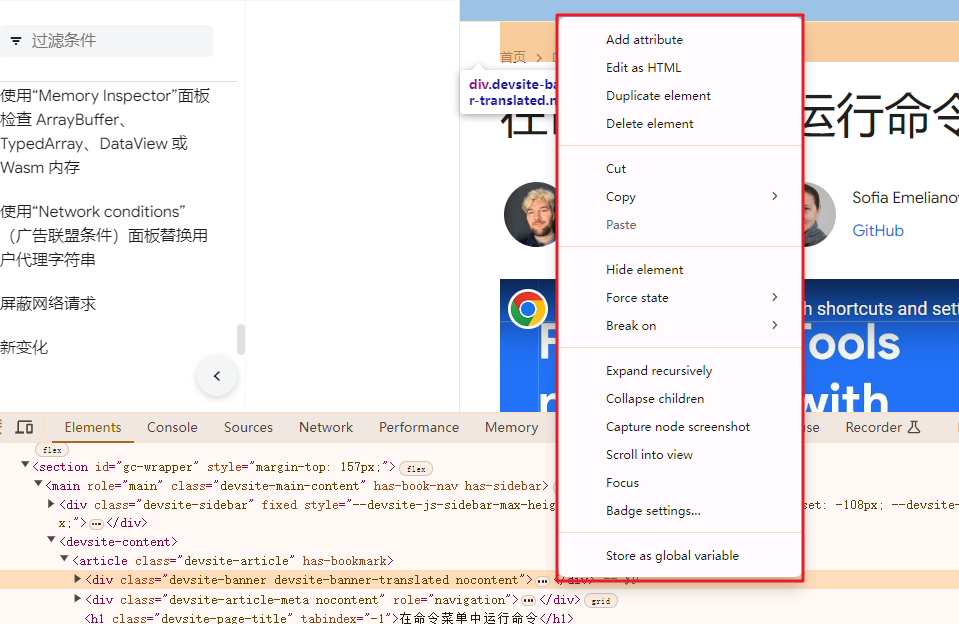 过滤条件
使用“Memory Inspector”面板
检查 ArrayBuffer、
TypedArray、DataView 或
Wasm 内存
使用“Network conditions”
（广告联盟条件）面板替换用
户代理字符串
屏蔽网络请求
新变化
首页
div.devsite-ba
r-translated.n
运行命令
Sofia Emelianov
GitHub
h shortcuts and sett
Tools
with
Add attribute
Edit as HTML
Duplicate element
Delete element
Cut
Copy
Paste
Hide element
Force state
Break on
Expand recursively
Collapse children
Capture node screenshot
Scroll into view
Focus
Badge settings...
Store as global variable
Elements
Console
Sources
Network
Performance
Memory
Recorder
flex
<section id="gc-wrapper" style="margin-top: 157px;"> flex
<main role="main" class="devsite-main-content" has-book-nav has-sidebar>
<div class="devsite-sidebar" fixed style="--devsite-js-sidebar-max-heig set: -108px; --devsite-
x;"> … </div>
<devsite-content>
<article class="devsite-article" has-bookmark>
<div class="devsite-banner devsite-banner-translated nocontent"> … </div> == $0
<div class="devsite-article-meta nocontent" role="navigation"> … </div> grid
<h1 class="devsite-page-title" tabindex="-1">在命令菜单中运行命令</h1>